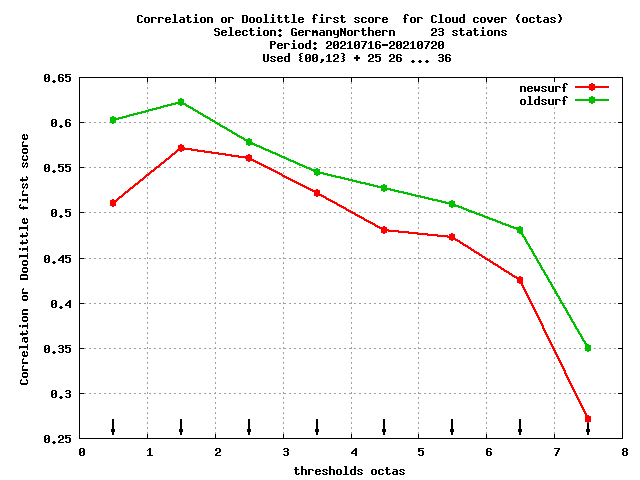 Correlation or Doolittle first score  for Cloud cover (octas)
Selection: GermanyNorthern     23 stations
Period: 20210716-20210720
Used {00,12} + 25 26 ... 36
newsurf
oldsurf
0.65
0.6
0.55
0.5
0.45
0.4
0.35
0.3
0.25
Correlation or Doolittle first score
0 1 2 3 4 5 6 7 8
thresholds octas